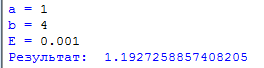 a = 1
b = 4
E = 0.001
Результат:  1.1927258857408205